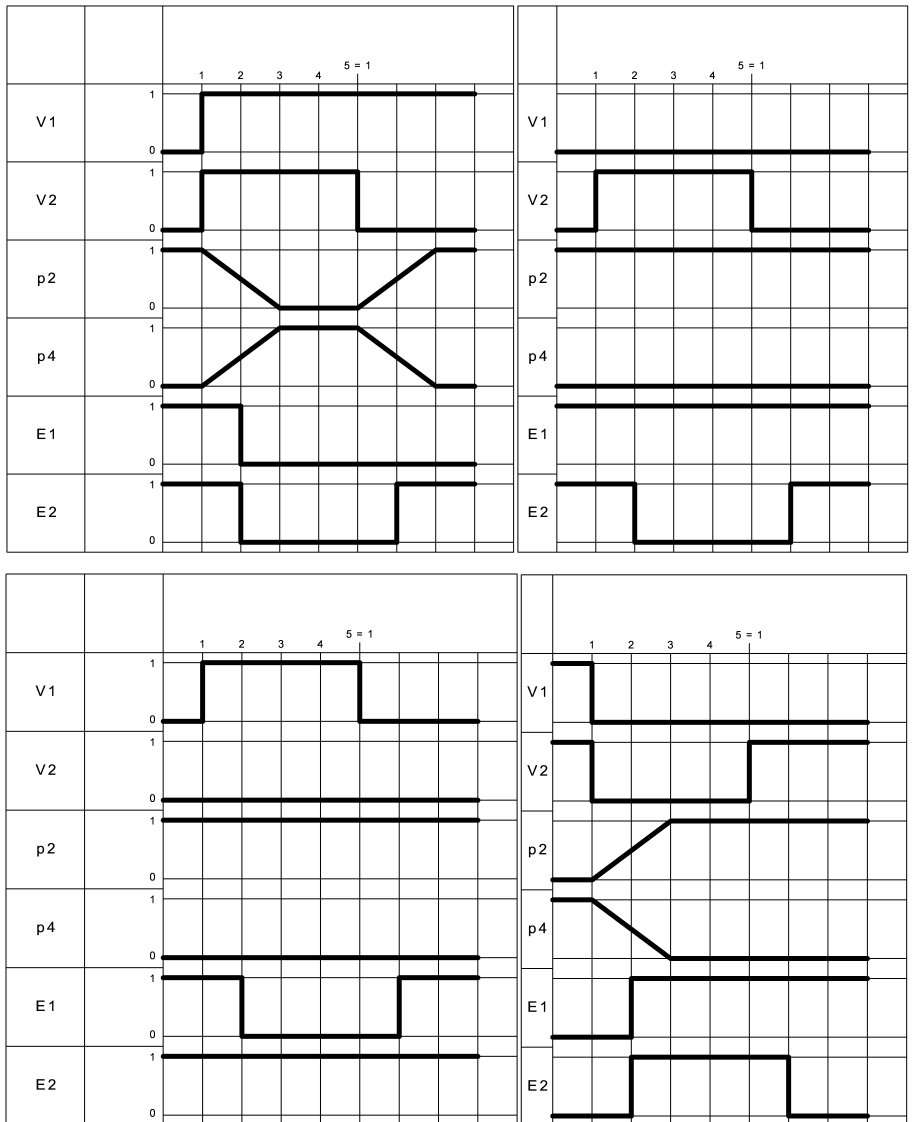 5 = 1
1 2 3 4
V1 1 0
V2 1 0
p2 1 0
p4 1 0
E1 1 0
E2 1 0
5 = 1
1 2 3 4
V1
V2
p2
p4
E1
E2
5 = 1
1 2 3 4
V1 1 0
V2 1 0
p2 1 0
p4 1 0
E1 1 0
E2 1 0
5 = 1
1 2 3 4
V1
V2
p2
p4
E1
E2